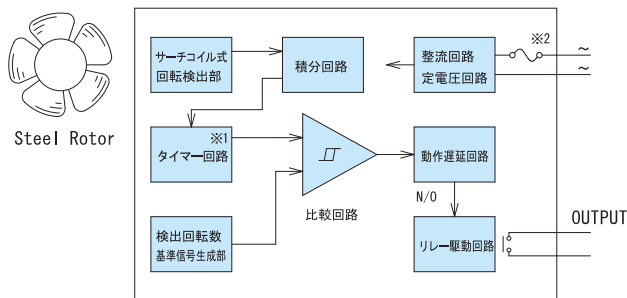 サーチコイル式
回転検出部
積分回路
整流回路
定電圧回路
※2
~
~
Steel Rotor
※1
タイマー回路
比較回路
動作遅延回路
N/O
検出回転数
基準信号生成部
リレー駆動回路
OUTPUT